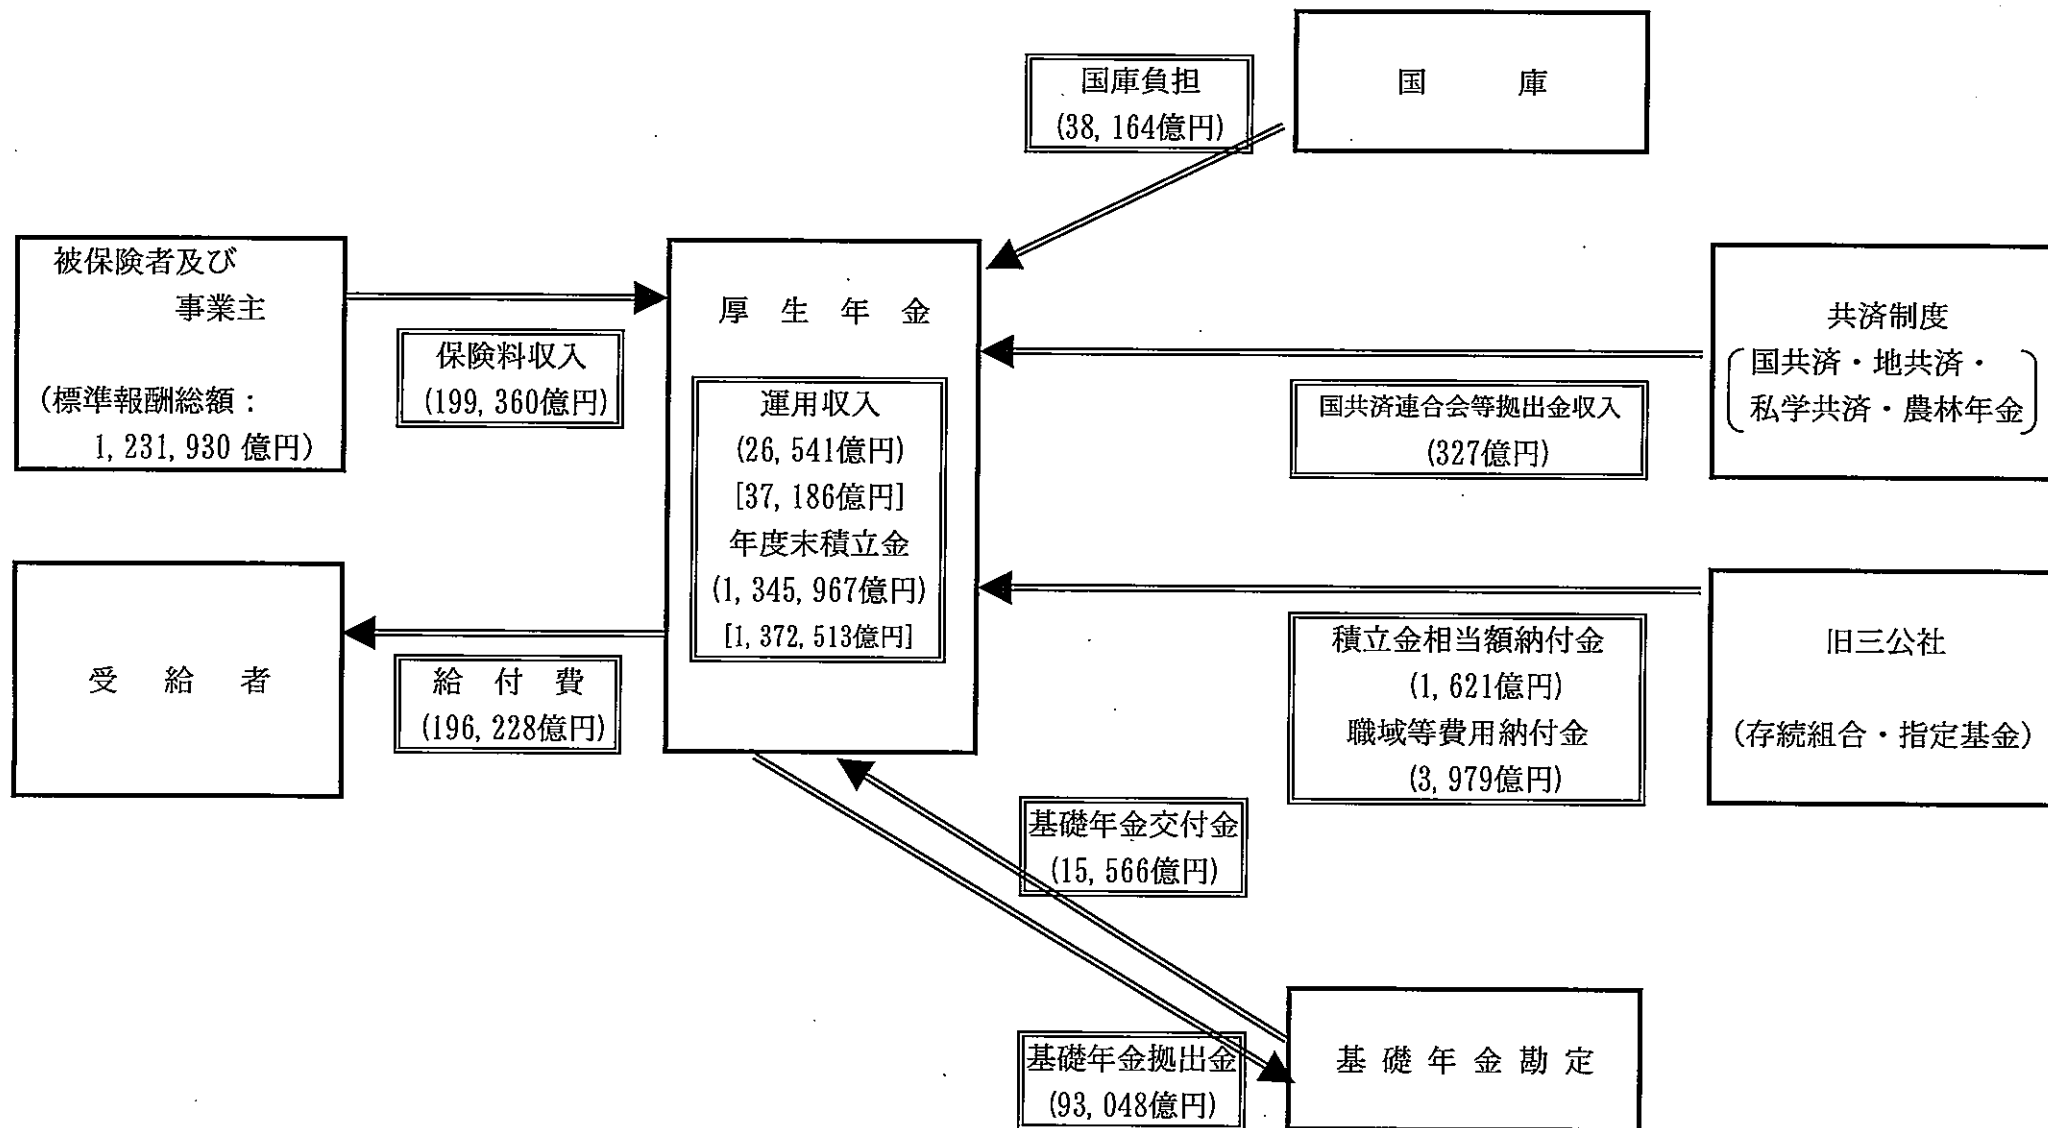 国庫負担
(38,164億円)
国　　庫
被保険者及び
事業主
(標準報酬総額：
1,231,930 億円)
保険料収入
(199,360億円)
厚　生　年　金
運用収入
(26,541億円)
[37,186億円]
年度末積立金
(1,345,967億円)
[1,372,513億円]
共済制度
国共済・地共済・
私学共済・農林年金
国共済連合会等拠出金収入
(327億円)
受　給　者
給　付　費
(196,228億円)
積立金相当額納付金
(1,621億円)
職域等費用納付金
(3,979億円)
旧三公社
(存続組合・指定基金)
基礎年金交付金
(15,566億円)
基礎年金拠出金
(93,048億円)
基 礎 年 金 勘 定